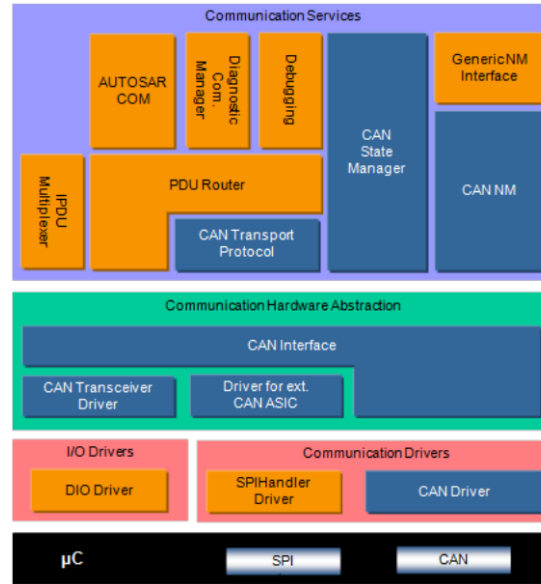 Communication Services
AUTOSAR
COM
Diagnostic
Com.
Manager
Debugging
CAN
State
Manager
GenericNM
Interface
IPDU
Multiplexer
PDU Router
CAN Transport
Protocol
CAN NM
Communication Hardware Abstraction
CAN Interface
CAN Transceiver
Driver
Driver for ext.
CAN ASIC
I/O Drivers
Communication Drivers
DIO Driver
SPIHandler
Driver
CAN Driver
µC
SPI
CAN